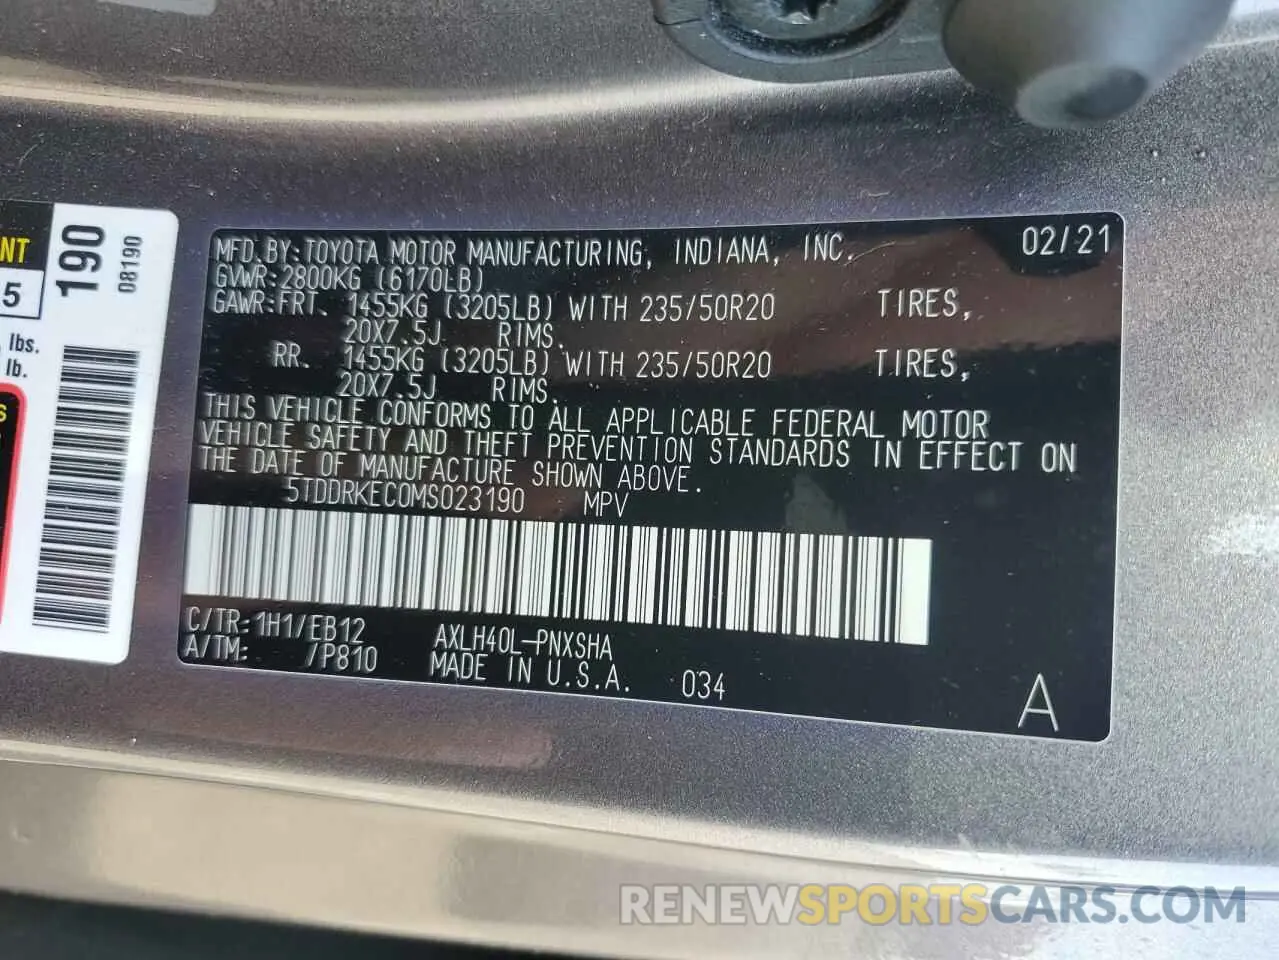 NT
5
lbs.
lb.
S
190
08190
MFD.BY:TOYOTA MOTOR MANUFACTURING, INDIANA, INC. 02/21
GVWR:2800KG (6170LB)
GAWR:FRT. 1455KG (3205LB) WITH 235/50R20 TIRES,
20X7.5J RIMS.
RR. 1455KG (3205LB) WITH 235/50R20 TIRES,
20X7.5J RIMS.
THIS VEHICLE CONFORMS TO ALL APPLICABLE FEDERAL MOTOR
VEHICLE SAFETY AND THEFT PREVENTION STANDARDS IN EFFECT ON
THE DATE OF MANUFACTURE SHOWN ABOVE.
5TDDRKEC0MS023190 MPV
C/TR:1H1/EB12 AXLH40L-PNXSHA
A/TM: /P810 MADE IN U.S.A. 034
A
RENEWSPORTSCARS.COM